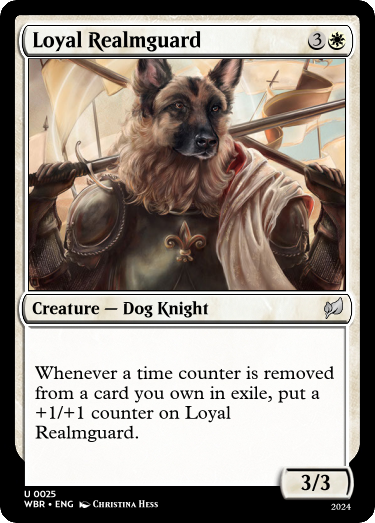 Loyal Realmguard 3
Creature — Dog Knight
Whenever a time counter is removed
from a card you own in exile, put a
+1/+1 counter on Loyal
Realmguard.
3/3
U 0025
WBR • ENG Christina Hess
2024